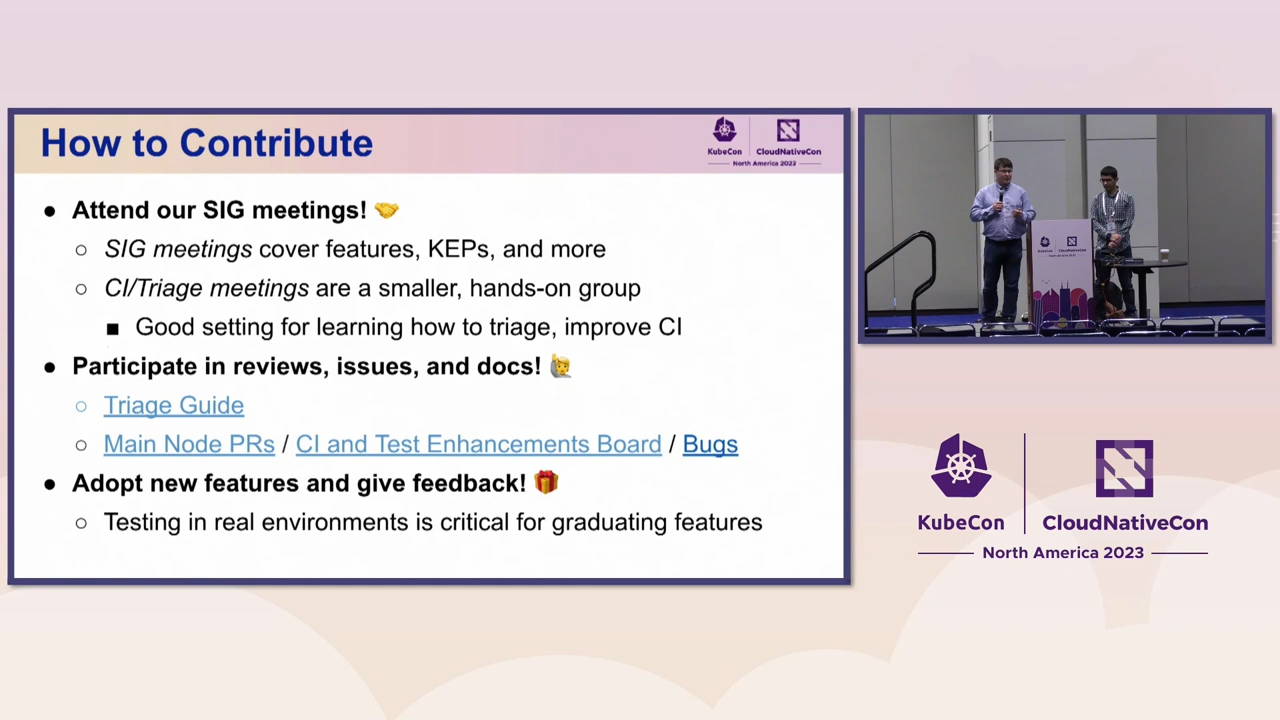 How to Contribute
KubeCon
CloudNativeCon
North America 2023
● Attend our SIG meetings! 🤝
○ SIG meetings cover features, KEPs, and more
○ CI/Triage meetings are a smaller, hands-on group
■ Good setting for learning how to triage, improve CI
● Participate in reviews, issues, and docs! 🙋
○ Triage Guide
○ Main Node PRs / CI and Test Enhancements Board / Bugs
● Adopt new features and give feedback! 🎁
○ Testing in real environments is critical for graduating features
KubeCon
CloudNativeCon
North America 2023